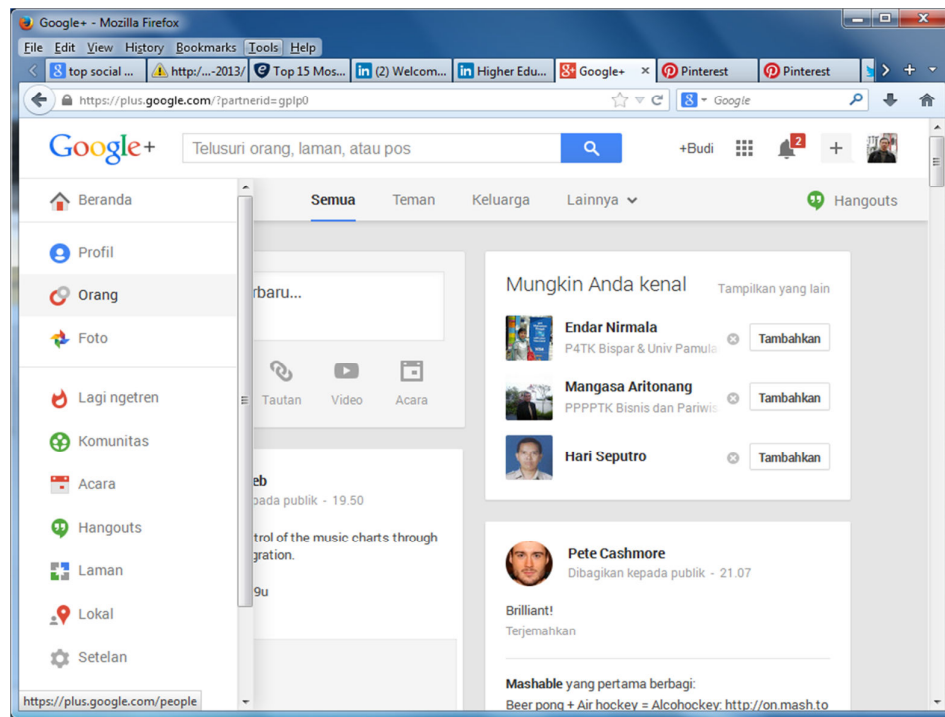 Google+ - Mozilla Firefox
File Edit View History Bookmarks Tools Help
top social ... http:/...-2013/ Top 15 Mos... (2) Welcom... Higher Edu... Google+ × Pinterest Pinterest
https://plus.google.com/?partnerid=gplp0 Google
Google+ Telusuri orang, laman, atau pos +Budi 2
Beranda
Semua Teman Keluarga Lainnya Hangouts
Profil
Orang
Foto
Lagi ngetren
Komunitas
Acara
Hangouts
Laman
Lokal
Setelan
https://plus.google.com/people
rbaru...
Tautan Video Acara
eb
pada publik - 19.50
trol of the music charts through
gration.
9u
Mungkin Anda kenal Tampilkan yang lain
Endar Nirmala
P4TK Bispar & Univ Pamula
Tambahkan
Mangasa Aritonang
PPPPTK Bisnis dan Pariwis
Tambahkan
Hari Seputro
Tambahkan
Pete Cashmore
Dibagikan kepada publik - 21.07
Brilliant!
Terjemahkan
Mashable yang pertama berbagi:
Beer pong + Air hockey = Alcohockey: http://on.mash.to